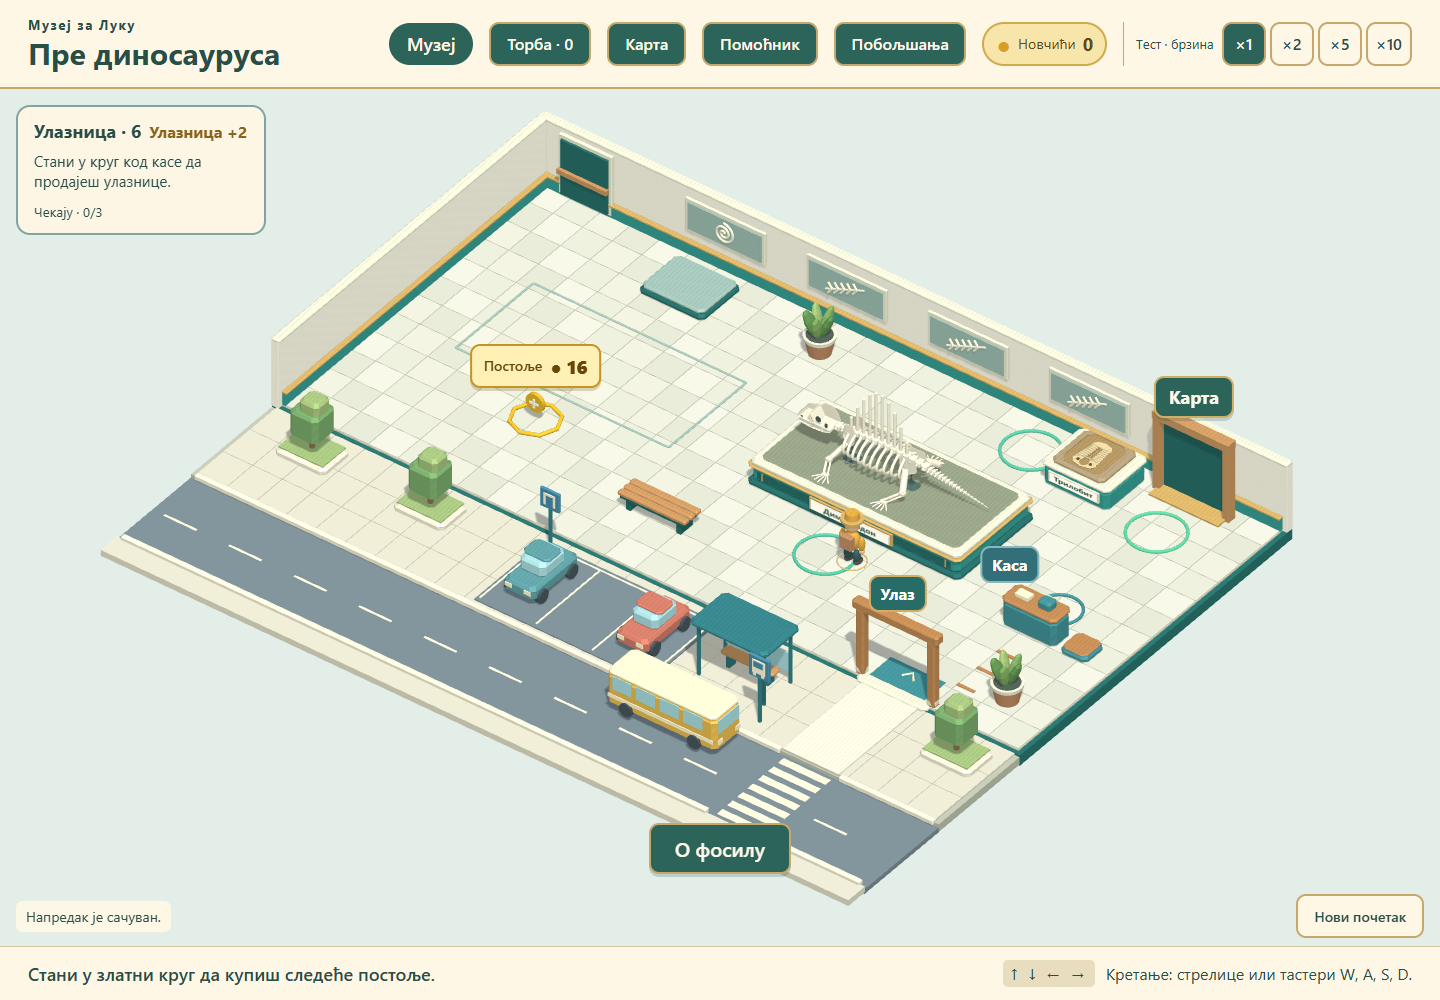 Музеј за Луку
Пре диносауруса
Музеј
Торба · 0
Карта
Помоћник
Побољшања
Новчићи 0
Тест · брзина
×1
×2
×5
×10
Улазница · 6 Улазница +2
Стани у круг код касе да
продајеш улазнице.
Чекају · 0/3
Постоље 16
Карта
Трилобит
Каса
Улаз
О фосилу
Напредак је сачуван.
Нови почетак
Стани у златни круг да купиш следеће постоље.
↑ ↓ ← → Кретање: стрелице или тастери W, A, S, D.